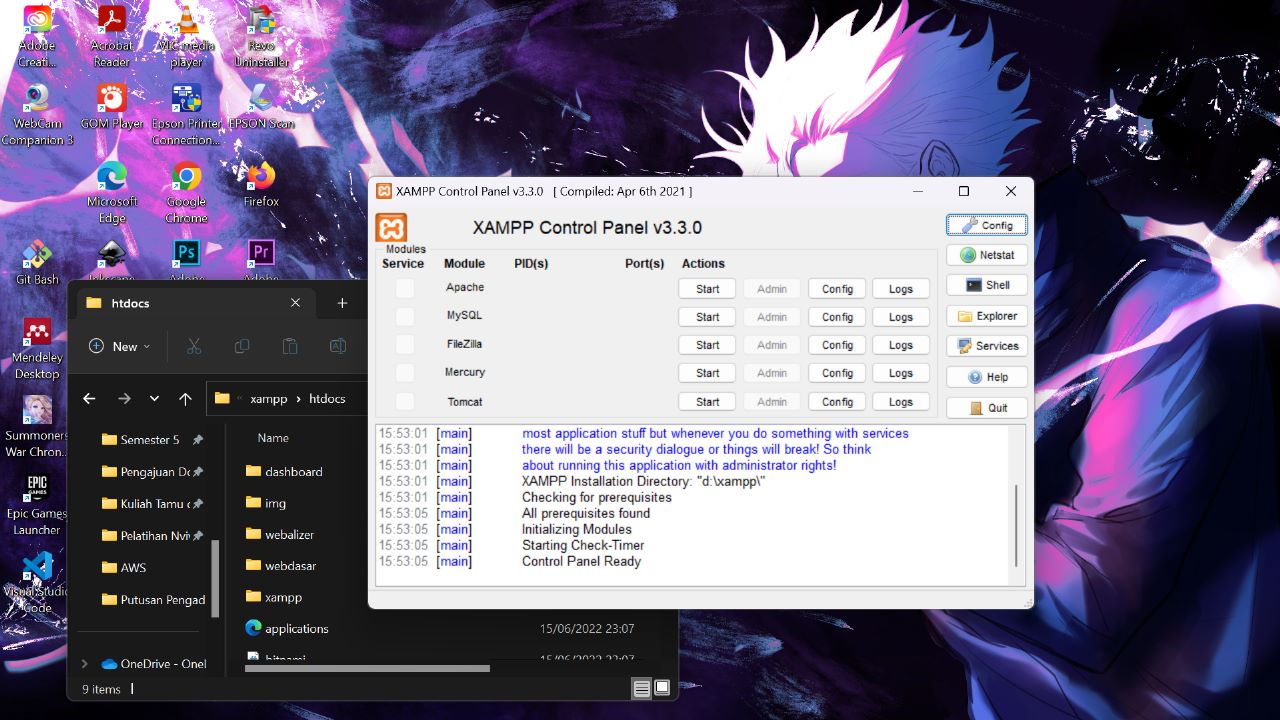 Adobe
Creati...
Acrobat
Reader
VLC media
player
Revo
Uninstaller
WebCam
Companion 3
GOM Player
Epson Printer
Connection...
EPSON Scan
Microsoft
Edge
Google
Chrome
Firefox
Git Bash
Inkscape
Ps
Adobe
Pr
Adobe
Mendeley
Desktop
Summoners
War Chron...
EPIC
GAMES
Epic Games
Launcher
Visual Studio
Code
htdocs
New
xampp > htdocs
Semester 5
Pengajuan Dc
Kuliah Tamu c
Pelatihan Nvi
AWS
Putusan Pengad
OneDrive - Onel
Name
dashboard
img
webalizer
webdasar
xampp
applications 15/06/2022 23:07
bitnami 15/06/2022 23:07
9 items
XAMPP Control Panel v3.3.0 [ Compiled: Apr 6th 2021 ]
XAMPP Control Panel v3.3.0
Modules
Service Module PID(s) Port(s) Actions
Apache Start Admin Config Logs
MySQL Start Admin Config Logs
FileZilla Start Admin Config Logs
Mercury Start Admin Config Logs
Tomcat Start Admin Config Logs
Config
Netstat
Shell
Explorer
Services
Help
Quit
15:53:01 [main] most application stuff but whenever you do something with services
15:53:01 [main] there will be a security dialogue or things will break! So think
15:53:01 [main] about running this application with administrator rights!
15:53:01 [main] XAMPP Installation Directory: "d:\xampp\"
15:53:01 [main] Checking for prerequisites
15:53:05 [main] All prerequisites found
15:53:05 [main] Initializing Modules
15:53:05 [main] Starting Check-Timer
15:53:05 [main] Control Panel Ready